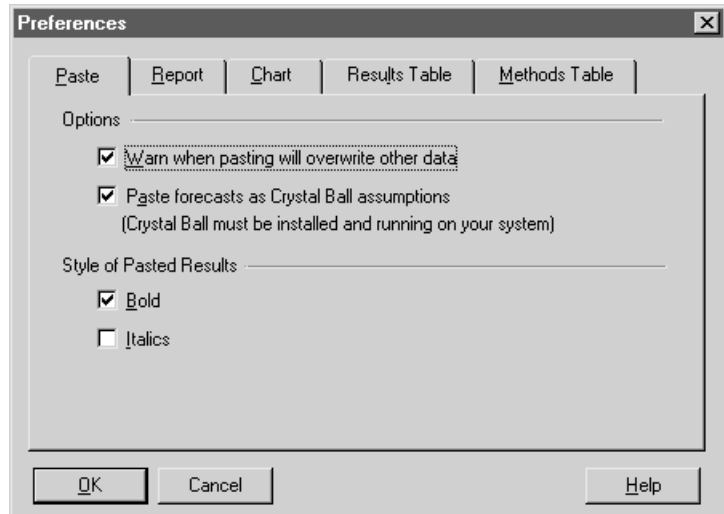 Preferences
Paste
Report
Chart
Results Table
Methods Table
Options
Warn when pasting will overwrite other data
Paste forecasts as Crystal Ball assumptions
(Crystal Ball must be installed and running on your system)
Style of Pasted Results
Bold
Italics
OK
Cancel
Help